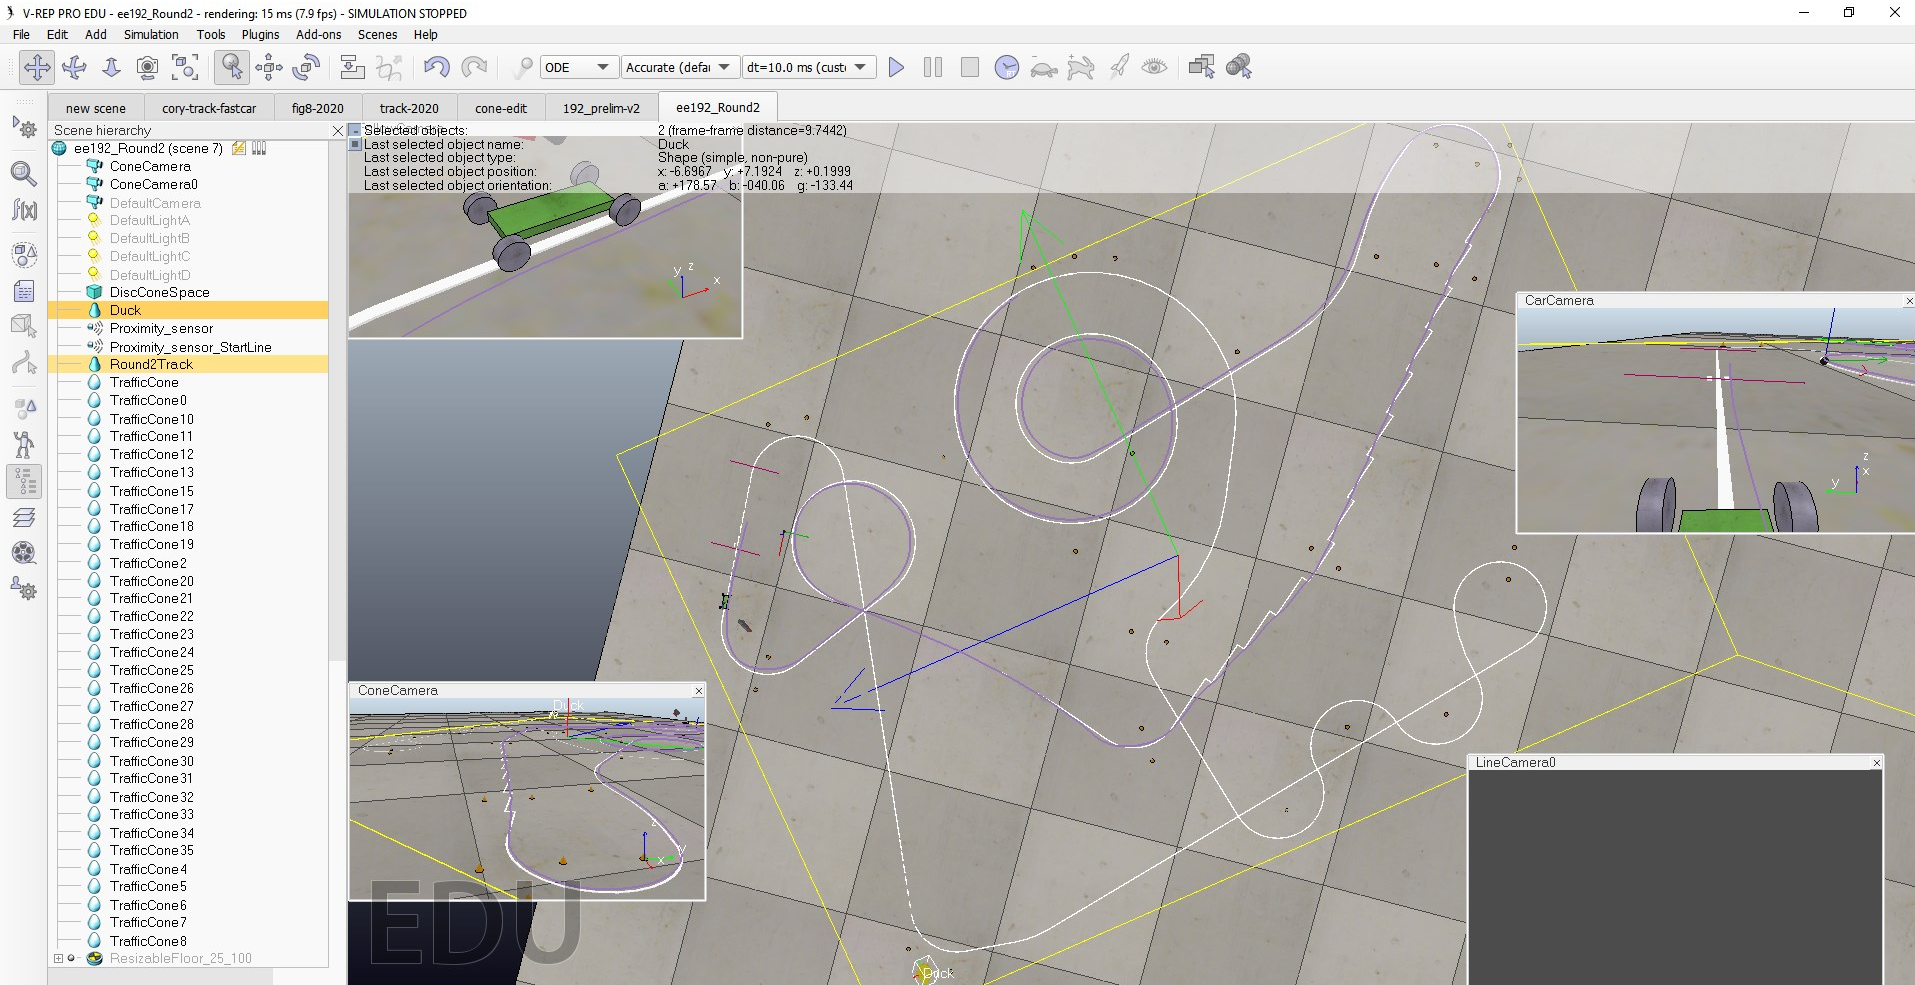 V-REP PRO EDU - ee192_Round2 - rendering: 15 ms (7.9 fps) - SIMULATION STOPPED
File Edit Add Simulation Tools Plugins Add-ons Scenes Help
ODE Accurate (defau dt=10.0 ms (custo
new scene cory-track-fastcar fig8-2020 track-2020 cone-edit 192_prelim-v2 ee192_Round2
Scene hierarchy
ee192_Round2 (scene 7)
ConeCamera
ConeCamera0
DefaultCamera
DefaultLightA
DefaultLightB
DefaultLightC
DefaultLightD
DiscConeSpace
Duck
Proximity_sensor
Proximity_sensor_StartLine
Round2Track
TrafficCone
TrafficCone0
TrafficCone10
TrafficCone11
TrafficCone12
TrafficCone13
TrafficCone15
TrafficCone17
TrafficCone18
TrafficCone19
TrafficCone2
TrafficCone20
TrafficCone21
TrafficCone22
TrafficCone23
TrafficCone24
TrafficCone25
TrafficCone26
TrafficCone27
TrafficCone28
TrafficCone29
TrafficCone30
TrafficCone31
TrafficCone32
TrafficCone33
TrafficCone34
TrafficCone35
TrafficCone4
TrafficCone5
TrafficCone6
TrafficCone7
TrafficCone8
ResizableFloor_25_100
Selected objects: 2 (frame-frame distance=9.7442)
Last selected object name: Duck
Last selected object type: Shape (simple, non-pure)
Last selected object position: x: -6.6967 y: +7.1924 z: +0.1999
Last selected object orientation: a: +178.57 b: -040.06 g: -133.44
y z x
CarCamera
z
x
y
ConeCamera
Duck
z
y
x
EDU
LineCamera0
Duck